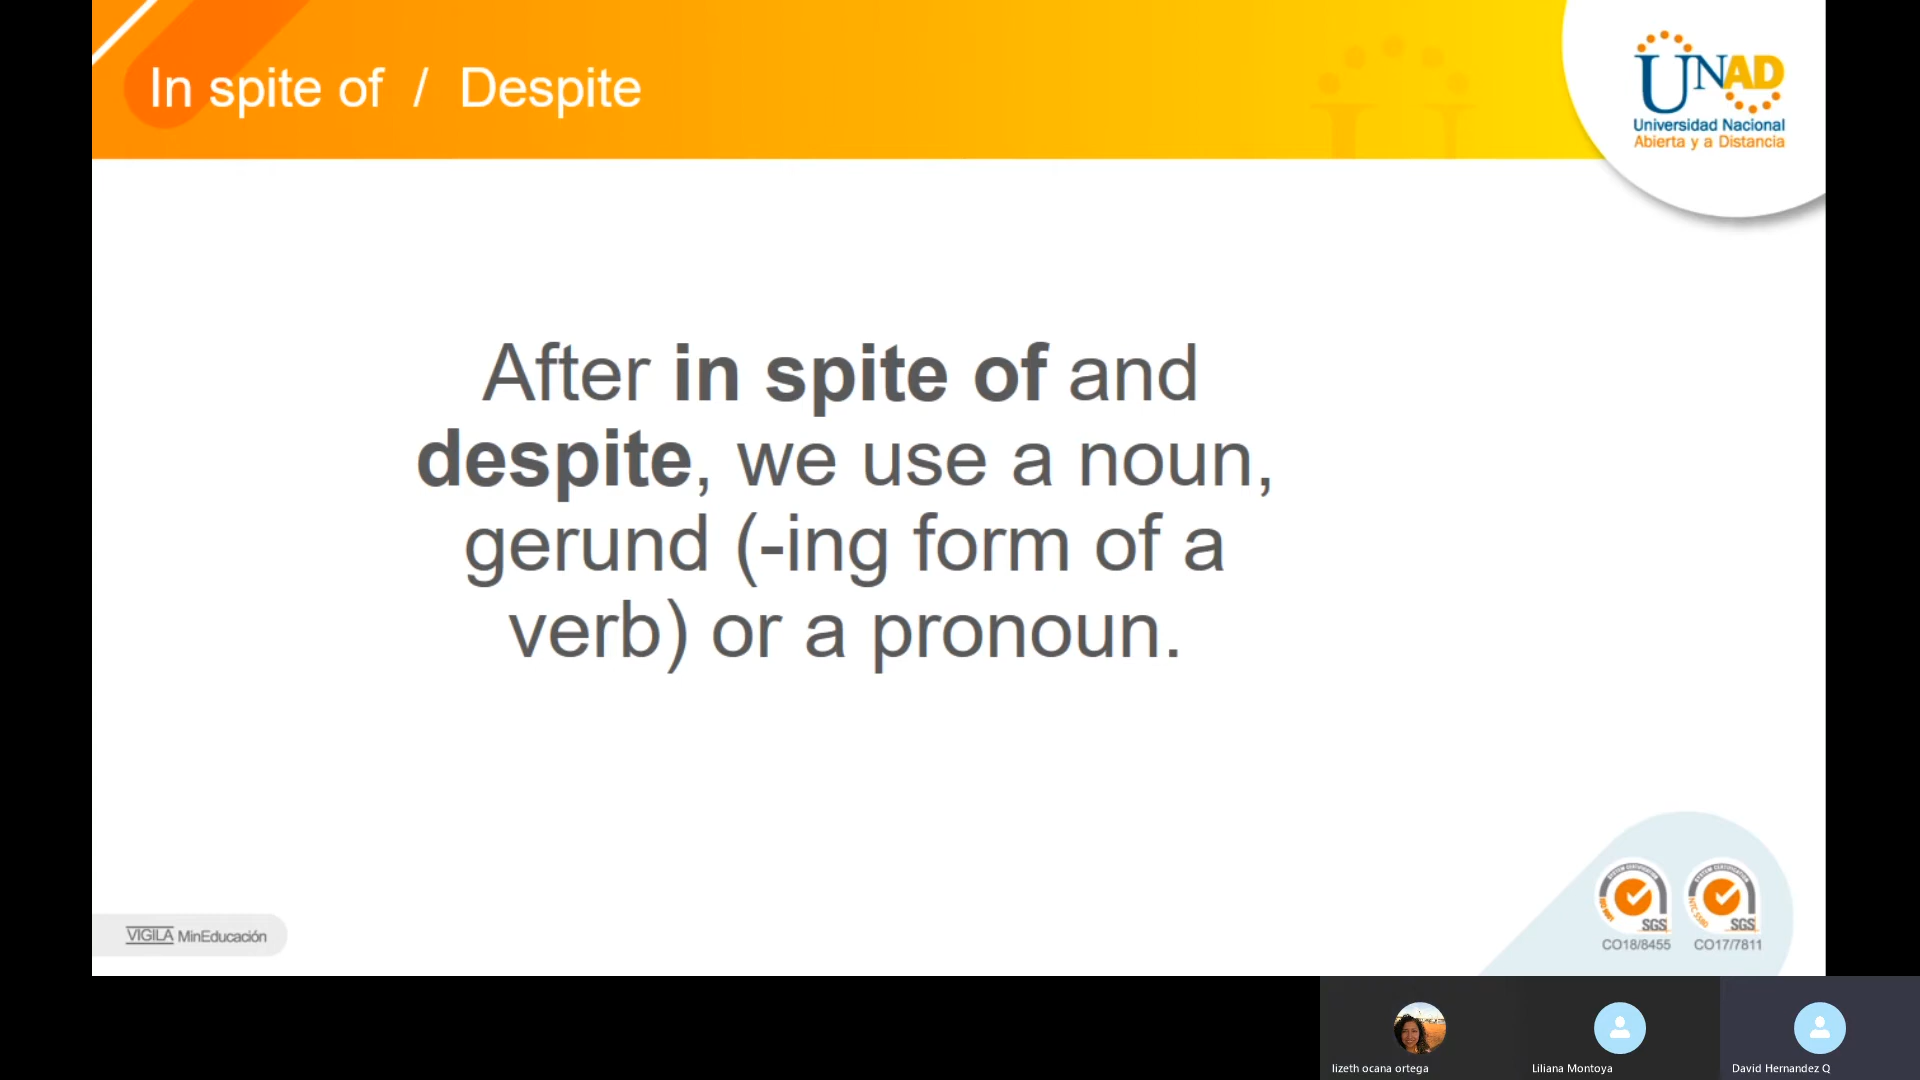 In spite of / Despite
UNAD
Universidad Nacional
Abierta y a Distancia
After in spite of and
despite, we use a noun,
gerund (-ing form of a
verb) or a pronoun.
VIGILA MinEducación
SGS SGS
CO18/8455 CO17/7811
lizeth ocana ortega Liliana Montoya David Hernandez Q